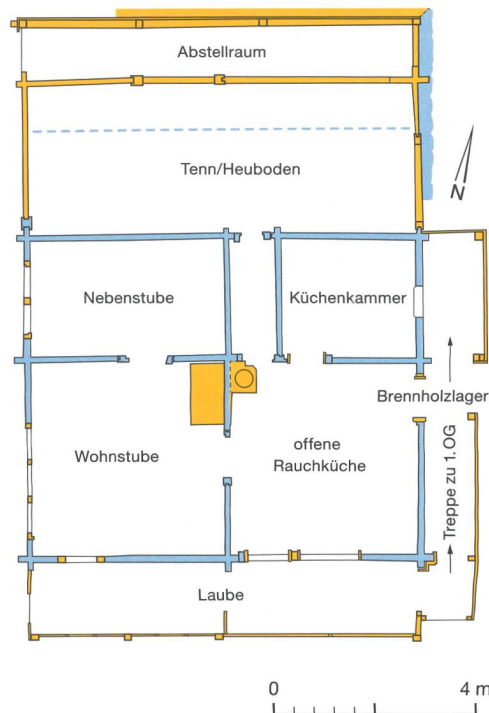 Abstellraum
Tenn/Heuboden
N
Nebenstube
Küchenkammer
Brennholzlager
Wohnstube
offene
Rauchküche
Treppe zu 1. OG
Laube
0
4 m